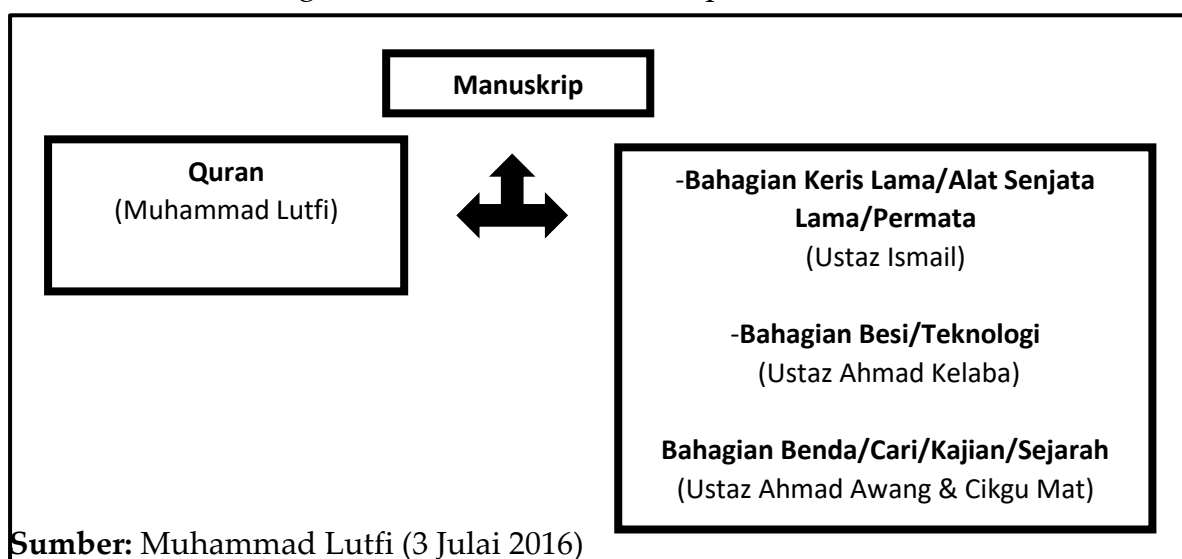 Manuskrip
Quran
(Muhammad Lutfi)
-Bahagian Keris Lama/Alat Senjata
Lama/Permata
(Ustaz Ismail)
-Bahagian Besi/Teknologi
(Ustaz Ahmad Kelaba)
Bahagian Benda/Cari/Kajian/Sejarah
(Ustaz Ahmad Awang & Cikgu Mat)
Sumber: Muhammad Lutfi (3 Julai 2016)